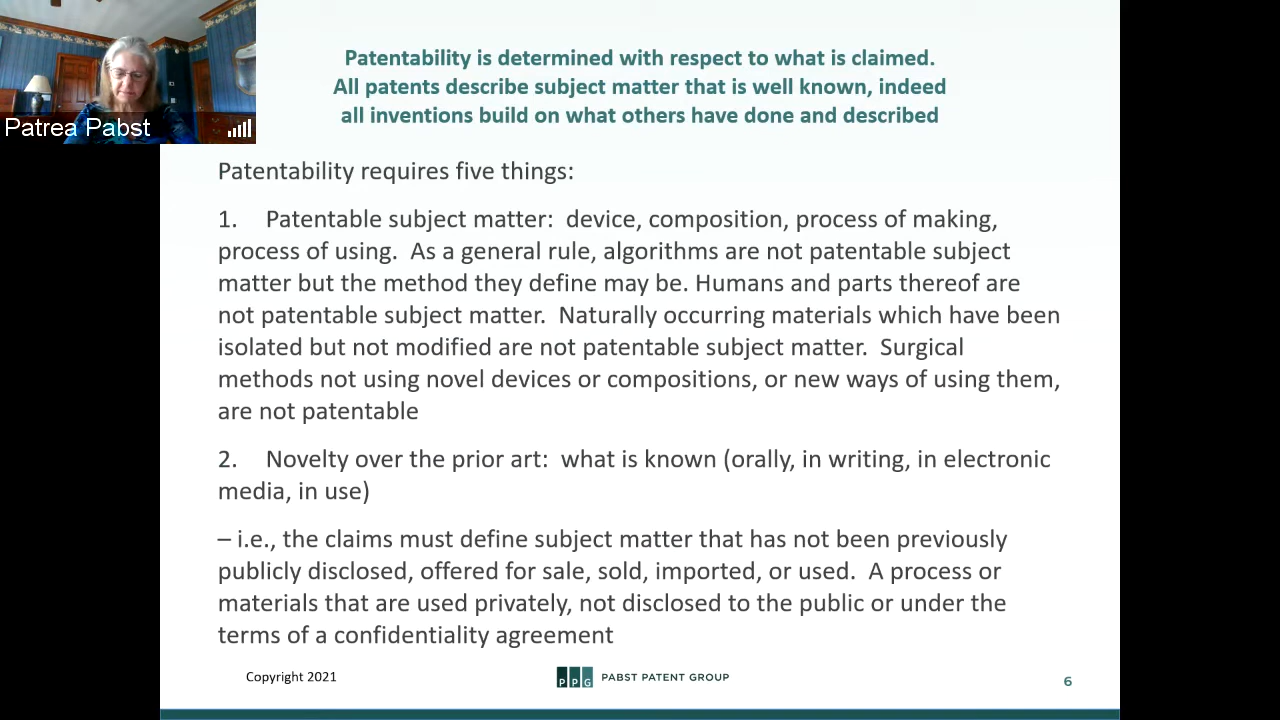 Patrea Pabst
Patentability is determined with respect to what is claimed.
All patents describe subject matter that is well known, indeed
all inventions build on what others have done and described
Patentability requires five things:
1. Patentable subject matter:  device, composition, process of making,
process of using.  As a general rule, algorithms are not patentable subject
matter but the method they define may be. Humans and parts thereof are
not patentable subject matter.  Naturally occurring materials which have been
isolated but not modified are not patentable subject matter.  Surgical
methods not using novel devices or compositions, or new ways of using them,
are not patentable
2. Novelty over the prior art:  what is known (orally, in writing, in electronic
media, in use)
– i.e., the claims must define subject matter that has not been previously
publicly disclosed, offered for sale, sold, imported, or used.  A process or
materials that are used privately, not disclosed to the public or under the
terms of a confidentiality agreement
Copyright 2021
PPG PABST PATENT GROUP
6